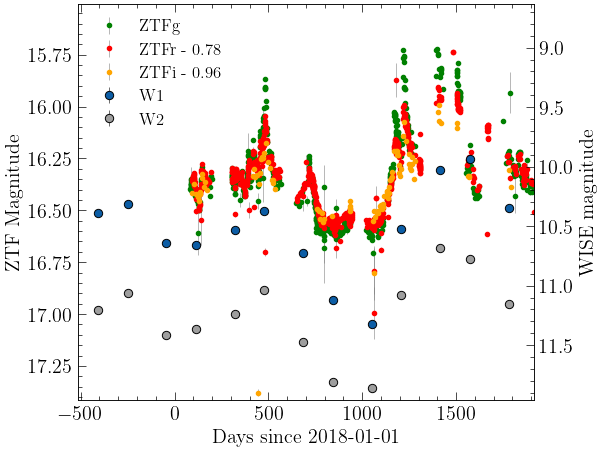 ZTFg
ZTFr - 0.78
ZTFi - 0.96
W1
W2
15.75
16.00
16.25
16.50
16.75
17.00
17.25
ZTF Magnitude
9.0
9.5
10.0
10.5
11.0
11.5
WISE magnitude
−500
0
500
1000
1500
Days since 2018-01-01